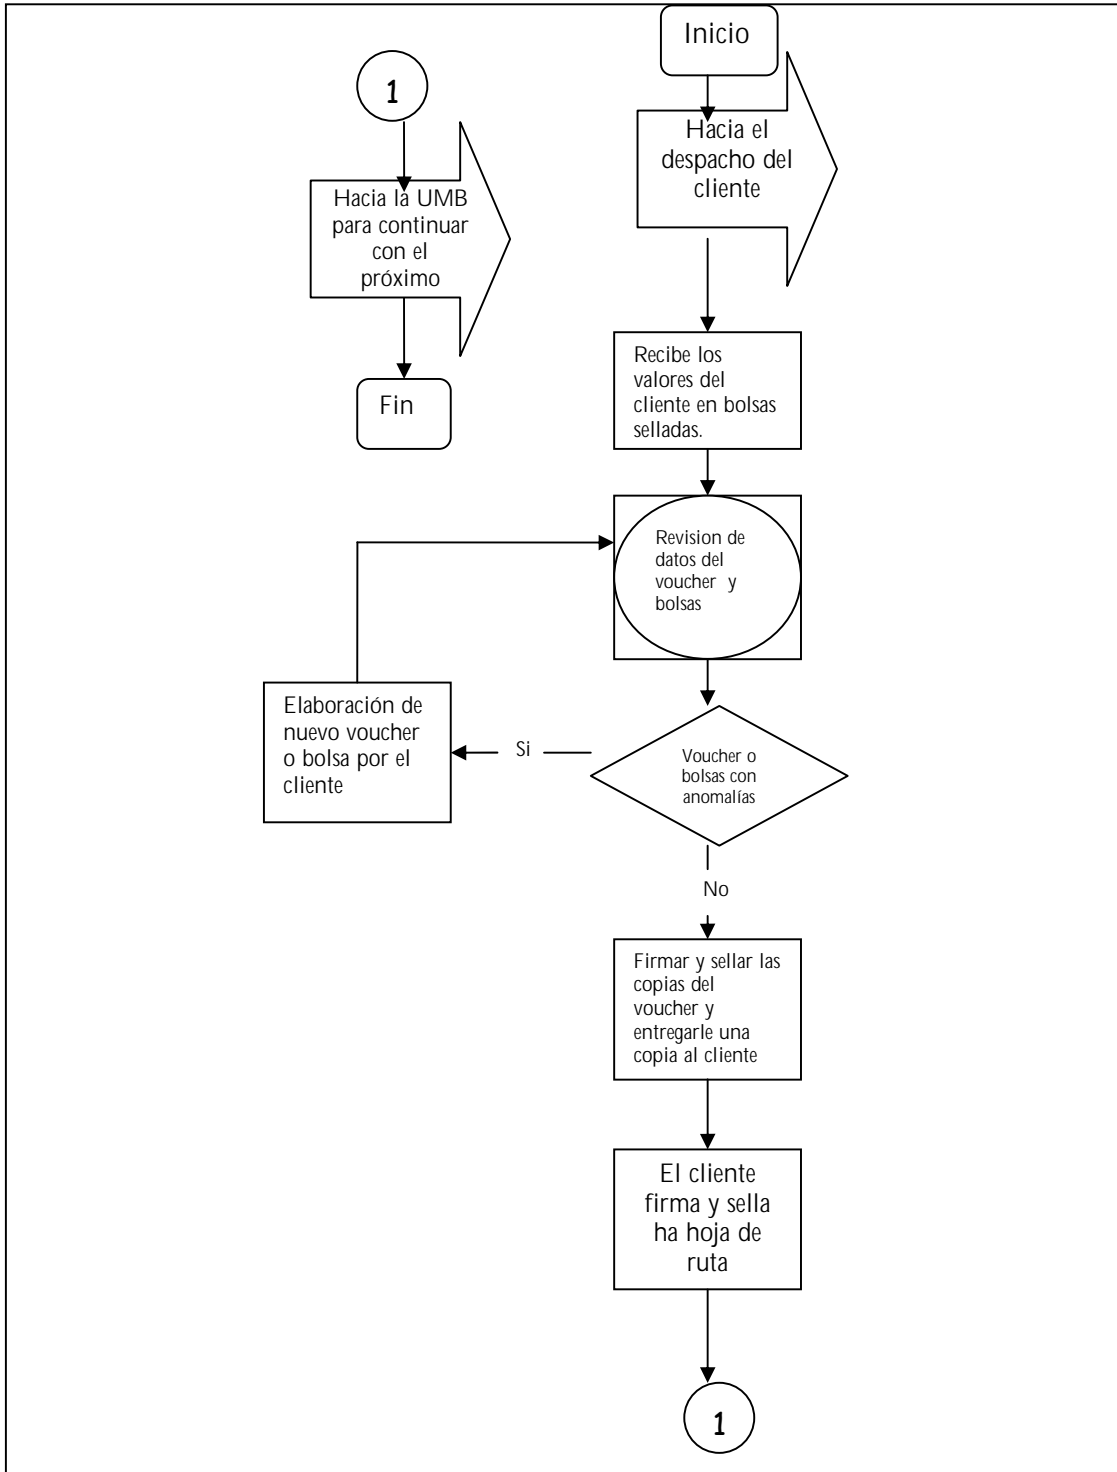 Inicio
Hacia el
despacho del
cliente
Recibe los
valores del
cliente en bolsas
selladas.
Revision de
datos del
voucher y
bolsas
Voucher o
bolsas con
anomalías
Si
Elaboración de
nuevo voucher
o bolsa por el
cliente
No
Firmar y sellar las
copias del
voucher y
entregarle una
copia al cliente
El cliente
firma y sella
ha hoja de
ruta
1
1
Hacia la UMB
para continuar
con el
próximo
Fin